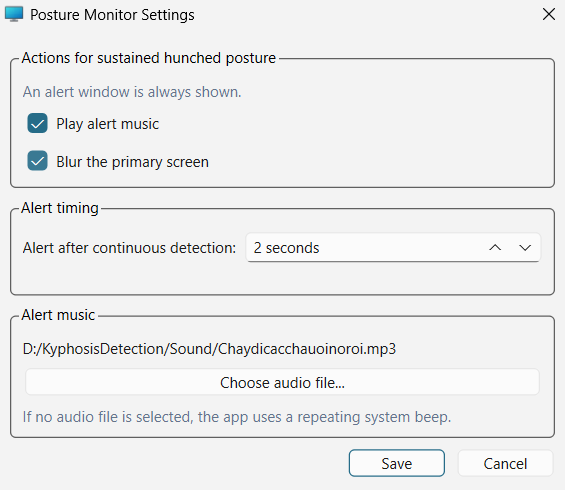 Posture Monitor Settings
Actions for sustained hunched posture
An alert window is always shown.
Play alert music
Blur the primary screen
Alert timing
Alert after continuous detection: 2 seconds
Alert music
D:/KyphosisDetection/Sound/Chaydicacchauoinoroi.mp3
Choose audio file...
If no audio file is selected, the app uses a repeating system beep.
Save Cancel